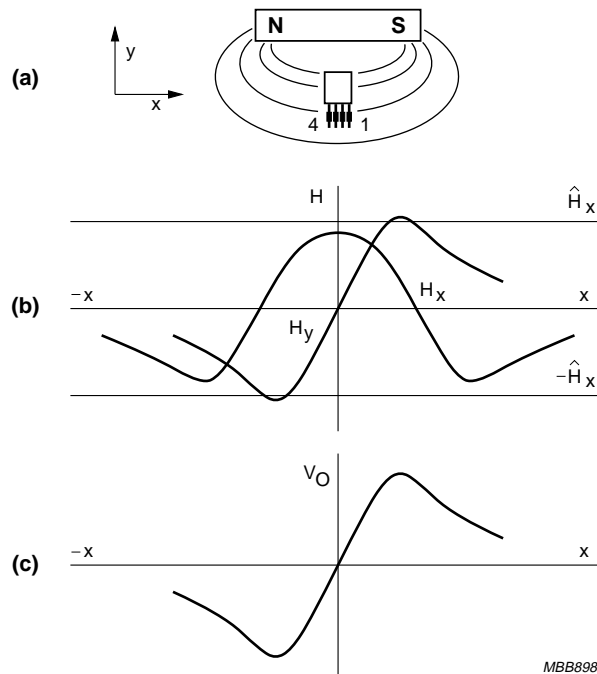 N S
y
(a)
x
4 1
H Ĥx
−x Hx x
(b)
Hy
−Ĥx
VO
−x x
(c)
MBB898